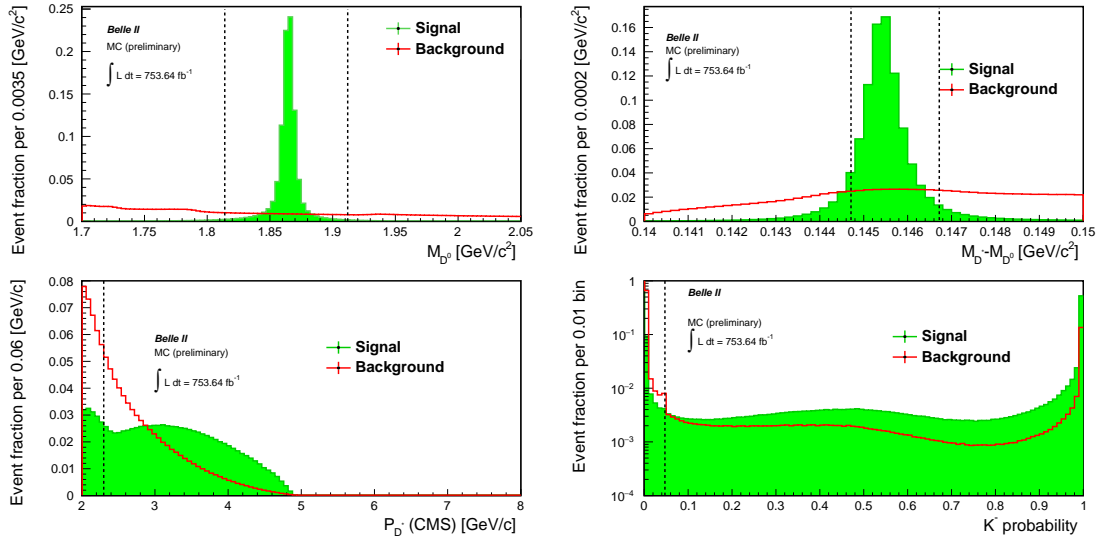 Event fraction per 0.0035 [GeV/c²]
0.25
0.2
0.15
0.1
0.05
0
Belle II
MC (preliminary)
∫ L dt = 753.64 fb⁻¹
Signal
Background
1.7 1.75 1.8 1.85 1.9 1.95 2 2.05
M_D⁰ [GeV/c²]
Event fraction per 0.0002 [GeV/c²]
0.16
0.14
0.12
0.1
0.08
0.06
0.04
0.02
0
Belle II
MC (preliminary)
∫ L dt = 753.64 fb⁻¹
Signal
Background
0.14 0.141 0.142 0.143 0.144 0.145 0.146 0.147 0.148 0.149 0.15
M_D*-M_D⁰ [GeV/c²]
Event fraction per 0.06 [GeV/c]
0.08
0.07
0.06
0.05
0.04
0.03
0.02
0.01
0
Belle II
MC (preliminary)
∫ L dt = 753.64 fb⁻¹
Signal
Background
2 3 4 5 6 7 8
P_D* (CMS) [GeV/c]
Event fraction per 0.01 bin
1
10⁻¹
10⁻²
10⁻³
10⁻⁴
Belle II
MC (preliminary)
∫ L dt = 753.64 fb⁻¹
Signal
Background
0 0.1 0.2 0.3 0.4 0.5 0.6 0.7 0.8 0.9 1
K⁻ probability